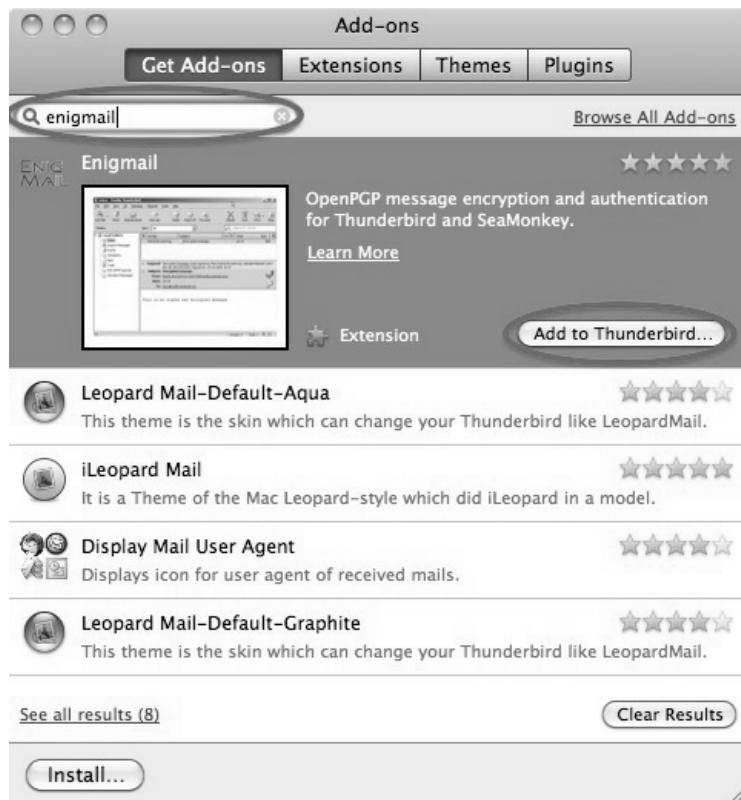 Add-ons
Get Add-ons Extensions Themes Plugins
enigmail Browse All Add-ons
ENIG
MAIL
Enigmail
OpenPGP message encryption and authentication
for Thunderbird and SeaMonkey.
Learn More
Extension Add to Thunderbird...
Leopard Mail-Default-Aqua
This theme is the skin which can change your Thunderbird like LeopardMail.
iLeopard Mail
It is a Theme of the Mac Leopard-style which did iLeopard in a model.
Display Mail User Agent
Displays icon for user agent of received mails.
Leopard Mail-Default-Graphite
This theme is the skin which can change your Thunderbird like LeopardMail.
See all results (8) Clear Results
Install...